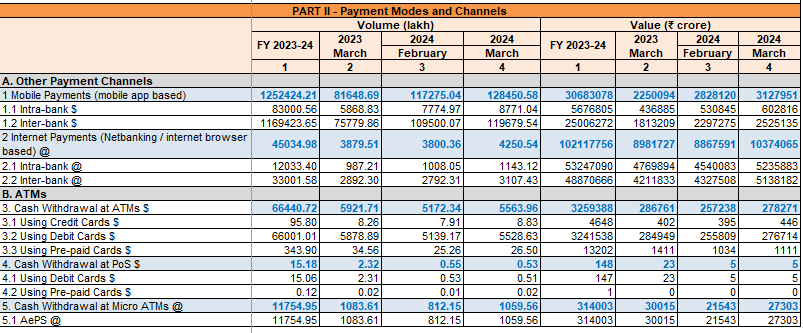 PART II - Payment Modes and Channels
Volume (lakh) Value (₹ crore)
FY 2023-24 2023 2024 2024 FY 2023-24 2023 2024 2024
March February March March February March
1 2 3 4 1 2 3 4
A. Other Payment Channels
1 Mobile Payments (mobile app based) 1252424.21 81648.69 117275.04 128450.58 30683078 2250094 2828120 3127951
1.1 Intra-bank $ 83000.56 5868.83 7774.97 8771.04 5676805 436885 530845 602816
1.2 Inter-bank $ 1169423.65 75779.86 109500.07 119679.54 25006272 1813209 2297275 2525135
2 Internet Payments (Netbanking / internet browser
based) @ 45034.98 3879.51 3800.36 4250.54 102117756 8981727 8867591 10374065
2.1 Intra-bank @ 12033.40 987.21 1008.05 1143.12 53247090 4769894 4540083 5235883
2.2 Inter-bank @ 33001.58 2892.30 2792.31 3107.43 48870666 4211833 4327508 5138182
B. ATMs
3. Cash Withdrawal at ATMs $ 66440.72 5921.71 5172.34 5563.96 3259388 286761 257238 278271
3.1 Using Credit Cards $ 95.80 8.26 7.91 8.83 4648 402 395 446
3.2 Using Debit Cards $ 66001.01 5878.89 5139.17 5528.63 3241538 284949 255809 276714
3.3 Using Pre-paid Cards $ 343.90 34.56 25.26 26.50 13202 1411 1034 1111
4. Cash Withdrawal at PoS $ 15.18 2.32 0.55 0.53 148 23 5 5
4.1 Using Debit Cards $ 15.06 2.31 0.53 0.51 147 23 5 5
4.2 Using Pre-paid Cards $ 0.12 0.02 0.01 0.02 1 0 0 0
5. Cash Withdrawal at Micro ATMs @ 11754.95 1083.61 812.15 1059.56 314003 30015 21543 27303
5.1 AePS @ 11754.95 1083.61 812.15 1059.56 314003 30015 21543 27303